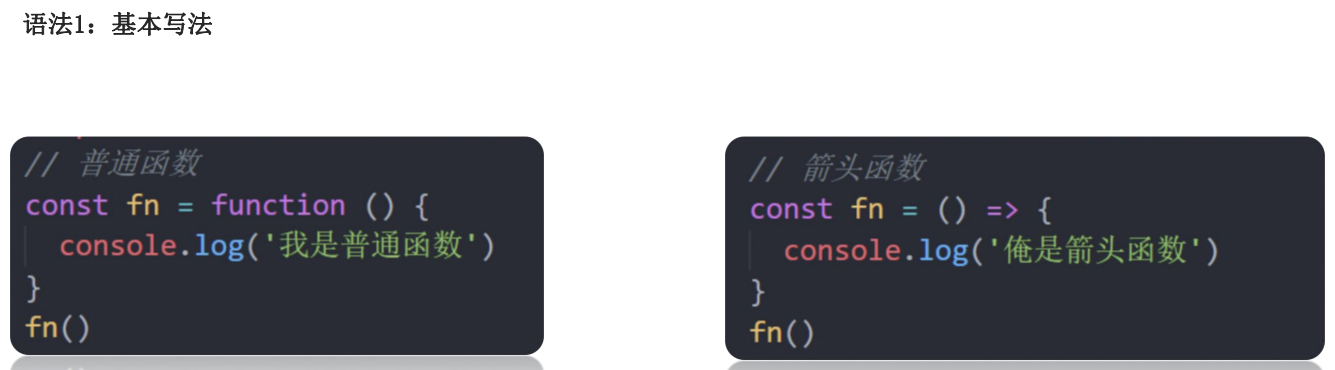 语法1：基本写法
// 普通函数
const fn = function () {
console.log('我是普通函数')
}
fn()
// 箭头函数
const fn = () => {
console.log('俺是箭头函数')
}
fn()